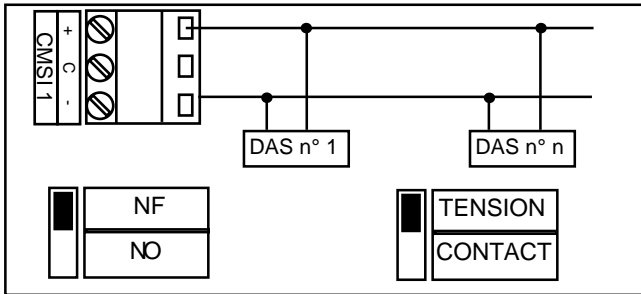 CMSI 1
+ C -
DAS n° 1
DAS n° n
NF
NO
TENSION
CONTACT